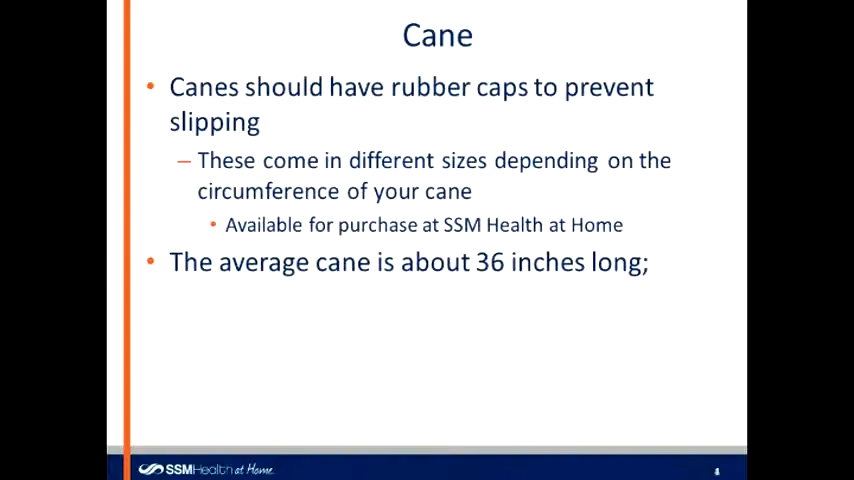 Cane
• Canes should have rubber caps to prevent
slipping
– These come in different sizes depending on the
circumference of your cane
• Available for purchase at SSM Health at Home
• The average cane is about 36 inches long;
SSMHealth at Home
4